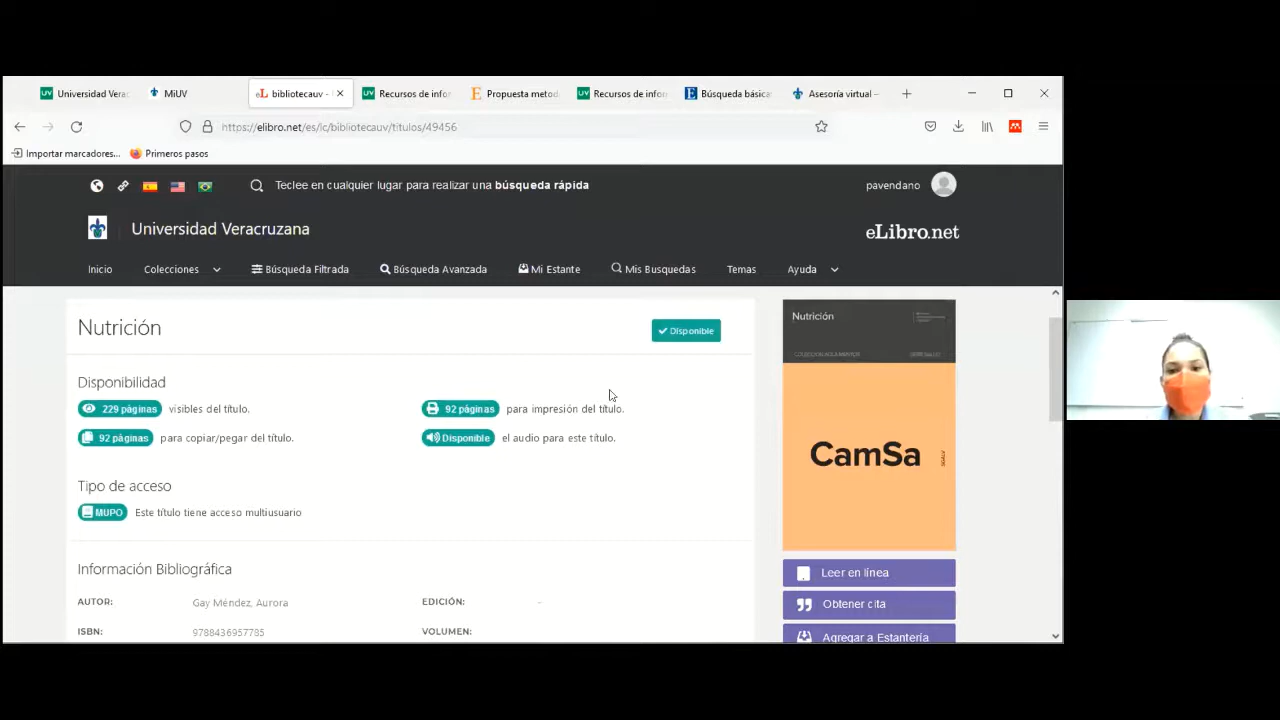 Universidad Verac
MiUV
bibliotecauv -
Recursos de infor
Propuesta metod
Recursos de infor
Búsqueda básica
Asesoría virtual –
https://elibro.net/es/lc/bibliotecauv/titulos/49456
Importar marcadores...
Primeros pasos
Teclee en cualquier lugar para realizar una búsqueda rápida
pavendano
Universidad Veracruzana
eLibro.net
Inicio
Colecciones
Búsqueda Filtrada
Búsqueda Avanzada
Mi Estante
Mis Busquedas
Temas
Ayuda
Nutrición
Disponible
Disponibilidad
229 páginas visibles del título.
92 páginas para impresión del título.
92 páginas para copiar/pegar del título.
Disponible el audio para este título.
Tipo de acceso
MUPO Este título tiene acceso multiusuario
Información Bibliográfica
AUTOR: Gay Méndez, Aurora
EDICIÓN: -
ISBN: 9788436957785
VOLUMEN:
Nutrición
CamSa
Leer en línea
Obtener cita
Agregar a Estantería